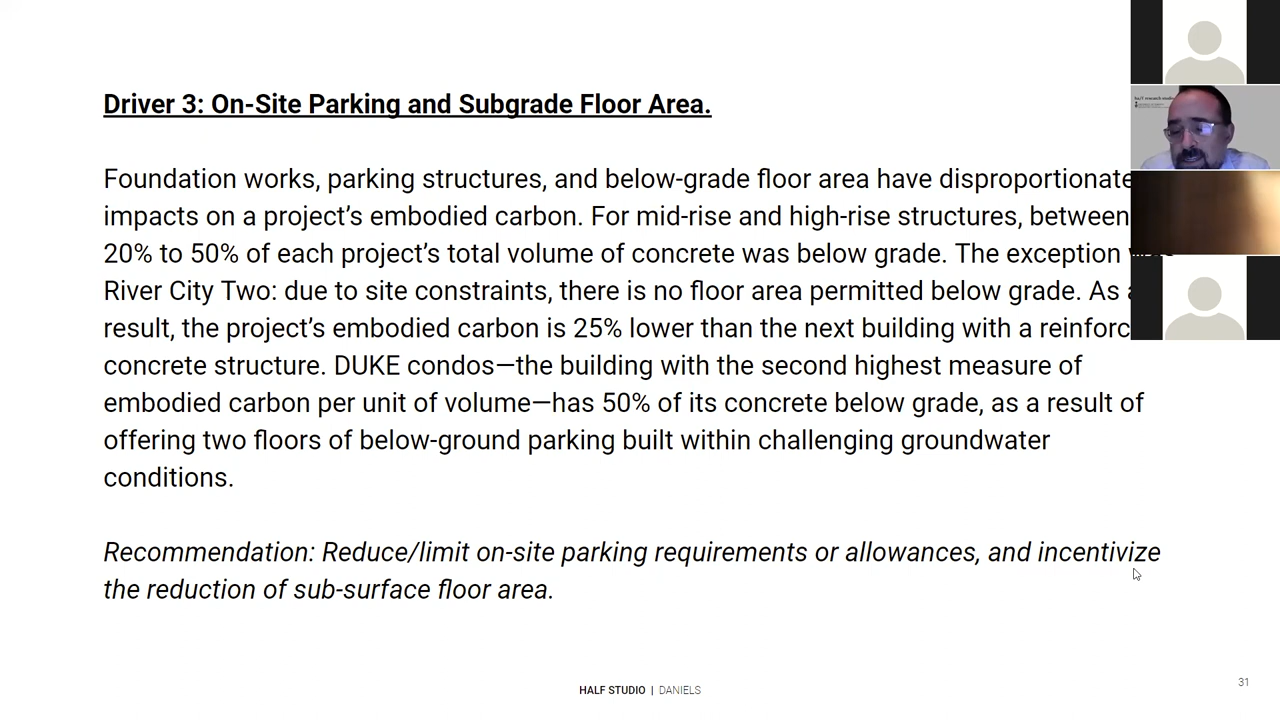 Driver 3: On-Site Parking and Subgrade Floor Area.
Foundation works, parking structures, and below-grade floor area have disproportionate
impacts on a project’s embodied carbon. For mid-rise and high-rise structures, between
20% to 50% of each project’s total volume of concrete was below grade. The exception
River City Two: due to site constraints, there is no floor area permitted below grade. As
result, the project’s embodied carbon is 25% lower than the next building with a reinforc
concrete structure. DUKE condos—the building with the second highest measure of
embodied carbon per unit of volume—has 50% of its concrete below grade, as a result of
offering two floors of below-ground parking built within challenging groundwater
conditions.
Recommendation: Reduce/limit on-site parking requirements or allowances, and incentivize
the reduction of sub-surface floor area.
HALF STUDIO | DANIELS
31